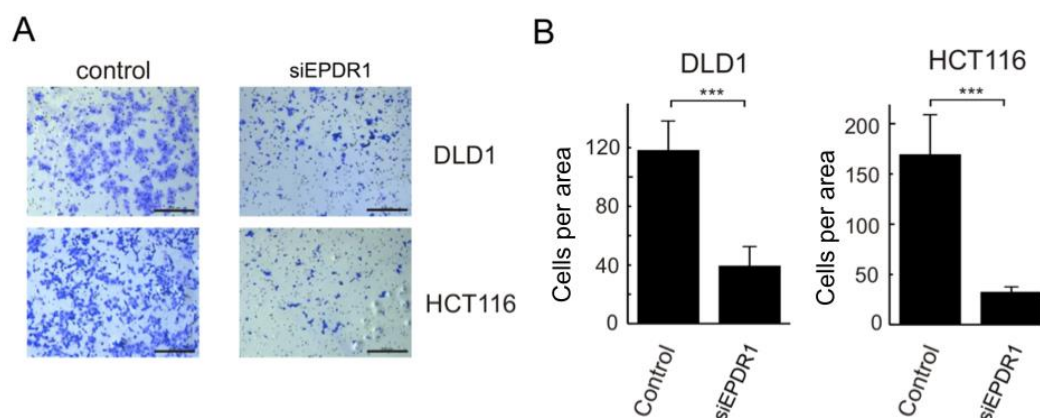 A
control
siEPDR1
DLD1
HCT116
B
DLD1
***
Cells per area
120
80
40
0
Control
siEPDR1
HCT116
***
Cells per area
200
150
100
50
0
Control
siEPDR1